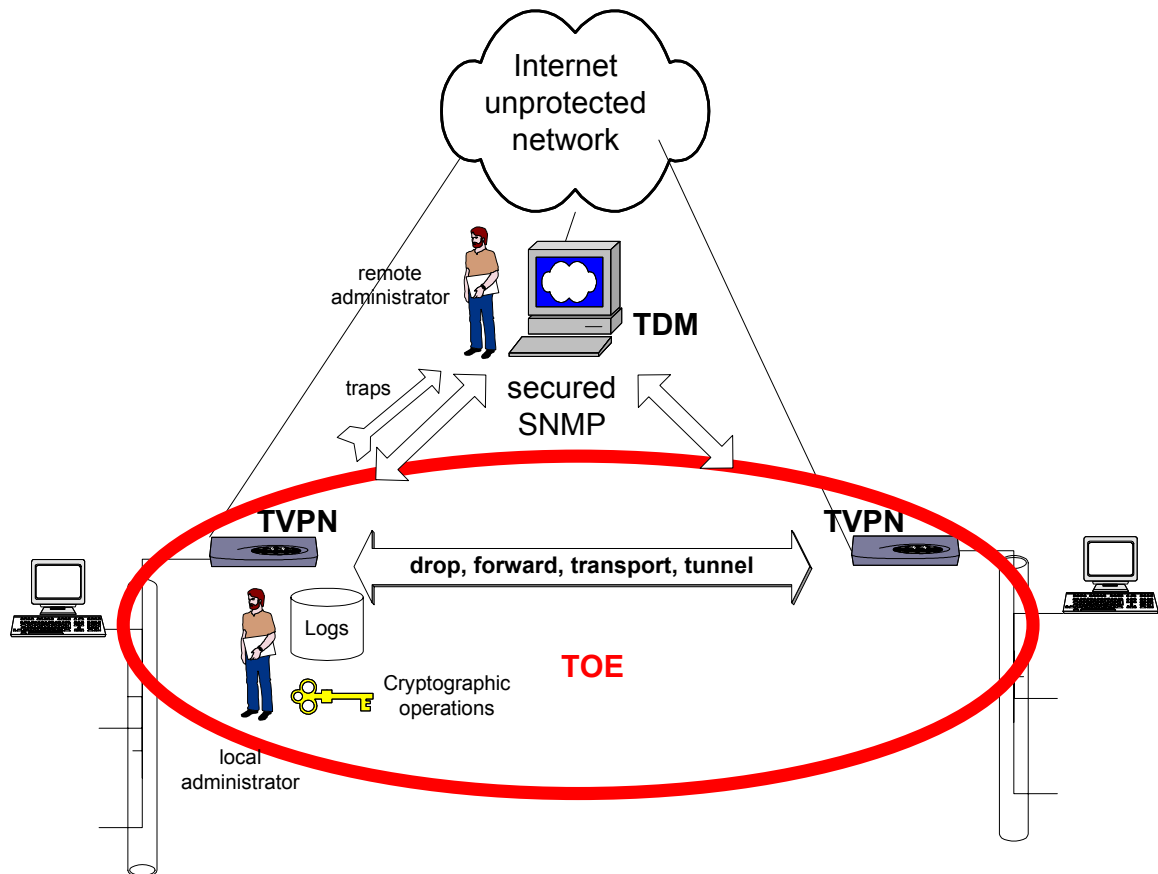 Internet
unprotected
network
remote
administrator
TDM
traps
secured
SNMP
TVPN
TVPN
drop, forward, transport, tunnel
Logs
TOE
Cryptographic
operations
local
administrator